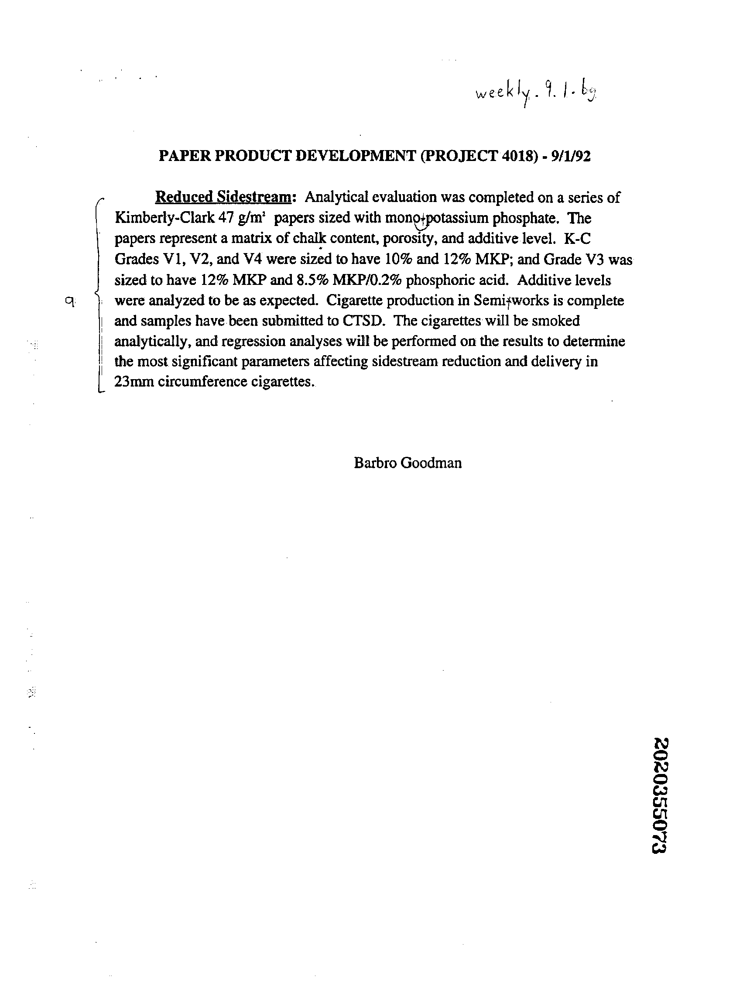 weekly. 9. 1. bg
PAPER PRODUCT DEVELOPMENT (PROJECT 4018) - 9/1/92
Reduced Sidestream: Analytical evaluation was completed on a series of
Kimberly-Clark 47 g/m² papers sized with mono-potassium phosphate. The
papers represent a matrix of chalk content, porosity, and additive level. K-C
Grades V1, V2, and V4 were sized to have 10% and 12% MKP; and Grade V3 was
sized to have 12% MKP and 8.5% MKP/0.2% phosphoric acid. Additive levels
were analyzed to be as expected. Cigarette production in Semi-works is complete
and samples have been submitted to CTSD. The cigarettes will be smoked
analytically, and regression analyses will be performed on the results to determine
the most significant parameters affecting sidestream reduction and delivery in
23mm circumference cigarettes.
Barbro Goodman
2020355073